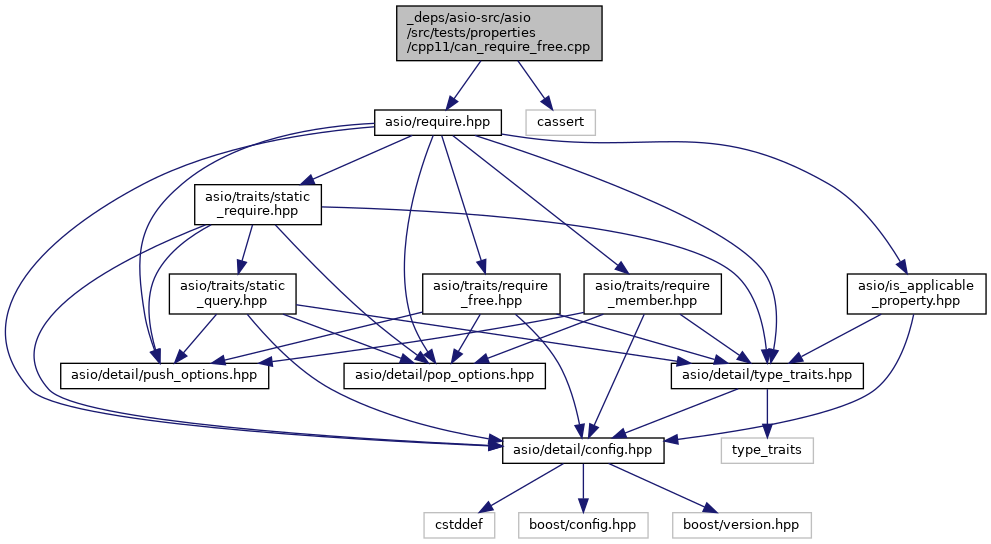 _deps/asio-src/asio
/src/tests/properties
/cpp11/can_require_free.cpp
asio/require.hpp
cassert
asio/traits/static
_require.hpp
asio/traits/static
_query.hpp
asio/traits/require
_free.hpp
asio/traits/require
_member.hpp
asio/is_applicable
_property.hpp
asio/detail/push_options.hpp
asio/detail/pop_options.hpp
asio/detail/type_traits.hpp
asio/detail/config.hpp
type_traits
cstddef
boost/config.hpp
boost/version.hpp